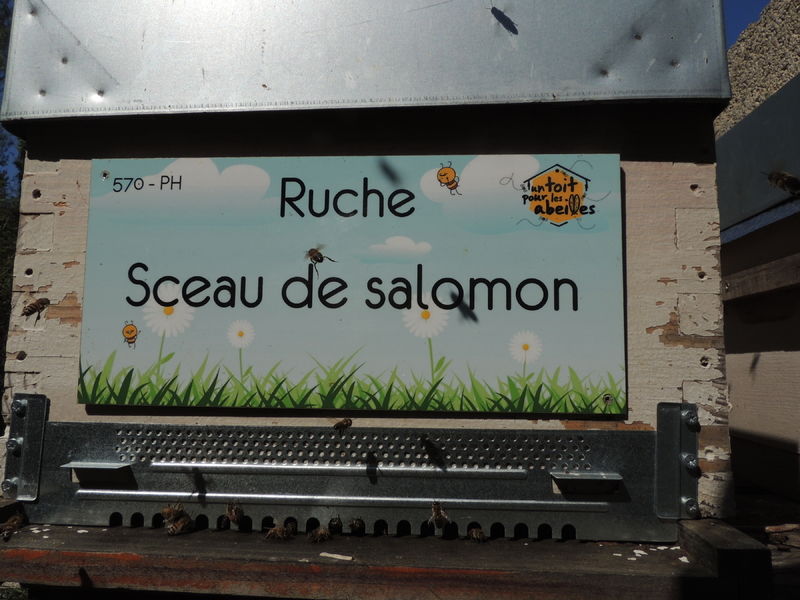 570 - PH
Ruche
un toit
pour les
abeilles
Sceau de salomon